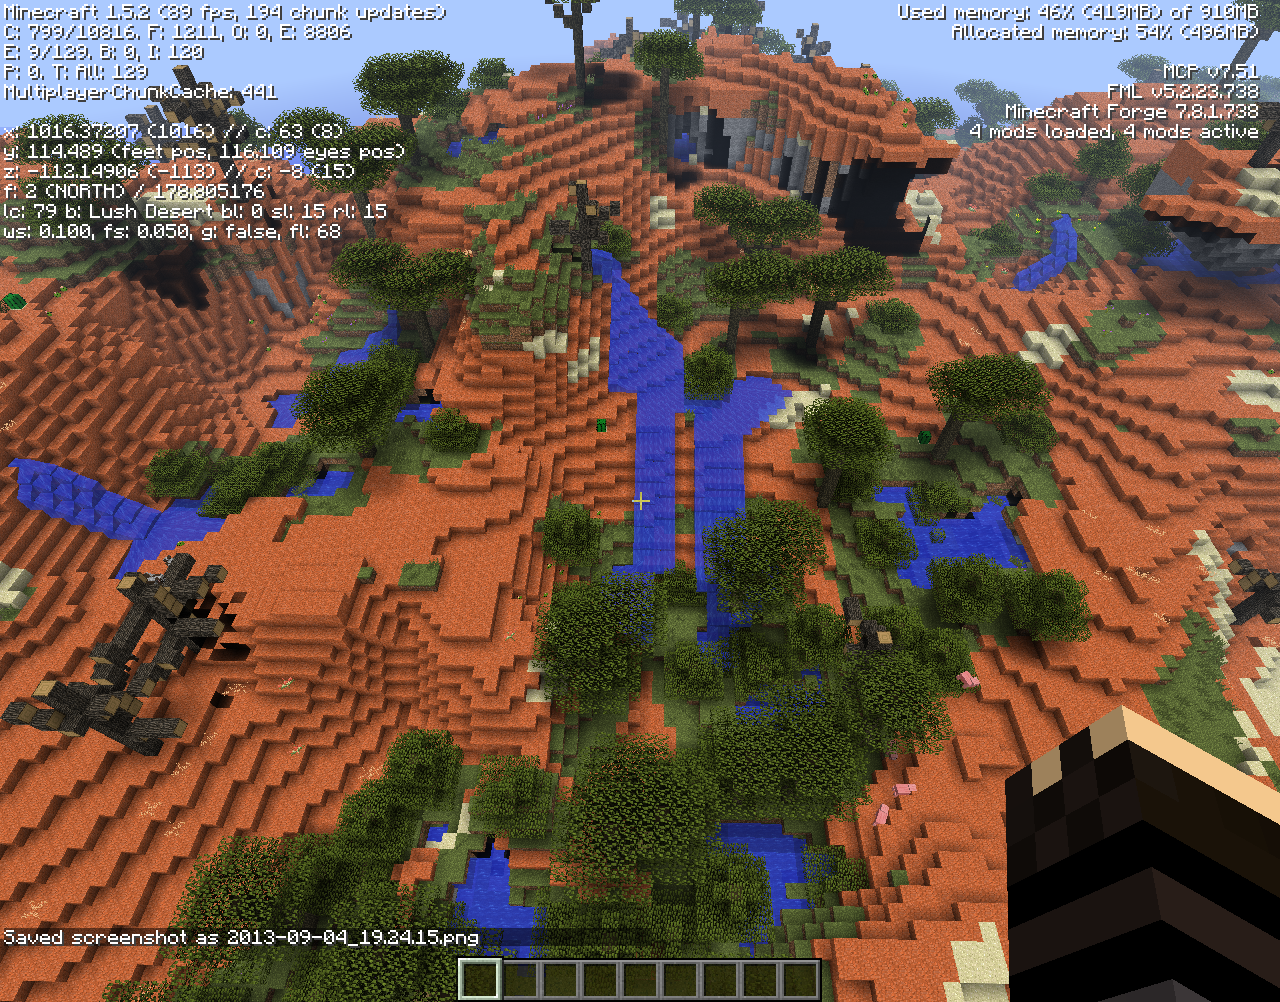 Minecraft 1.5.2 (89 fps, 194 chunk updates)
C: 799/10816, F: 1211, O: 0, E: 8806
E: 9/129, B: 0, I: 120
P: 0, T: All: 129
MultiplayerChunkCache: 441
x: 1016.37207 (1016) // c: 63 (8)
y: 114.489 (feet pos, 116.109 eyes pos)
z: -112.14906 (-113) // c: -8 (15)
f: 2 (NORTH) / 178.805176
lc: 79 b: Lush Desert bl: 0 sl: 15 rl: 15
ws: 0.100, fs: 0.050, g: false, fl: 68
Used memory: 46% (419MB) of 910MB
Allocated memory: 54% (496MB)
MCP v7.51
FML v5.2.23.738
Minecraft Forge 7.8.1.738
4 mods loaded, 4 mods active
Saved screenshot as 2013-09-04_19.24.15.png